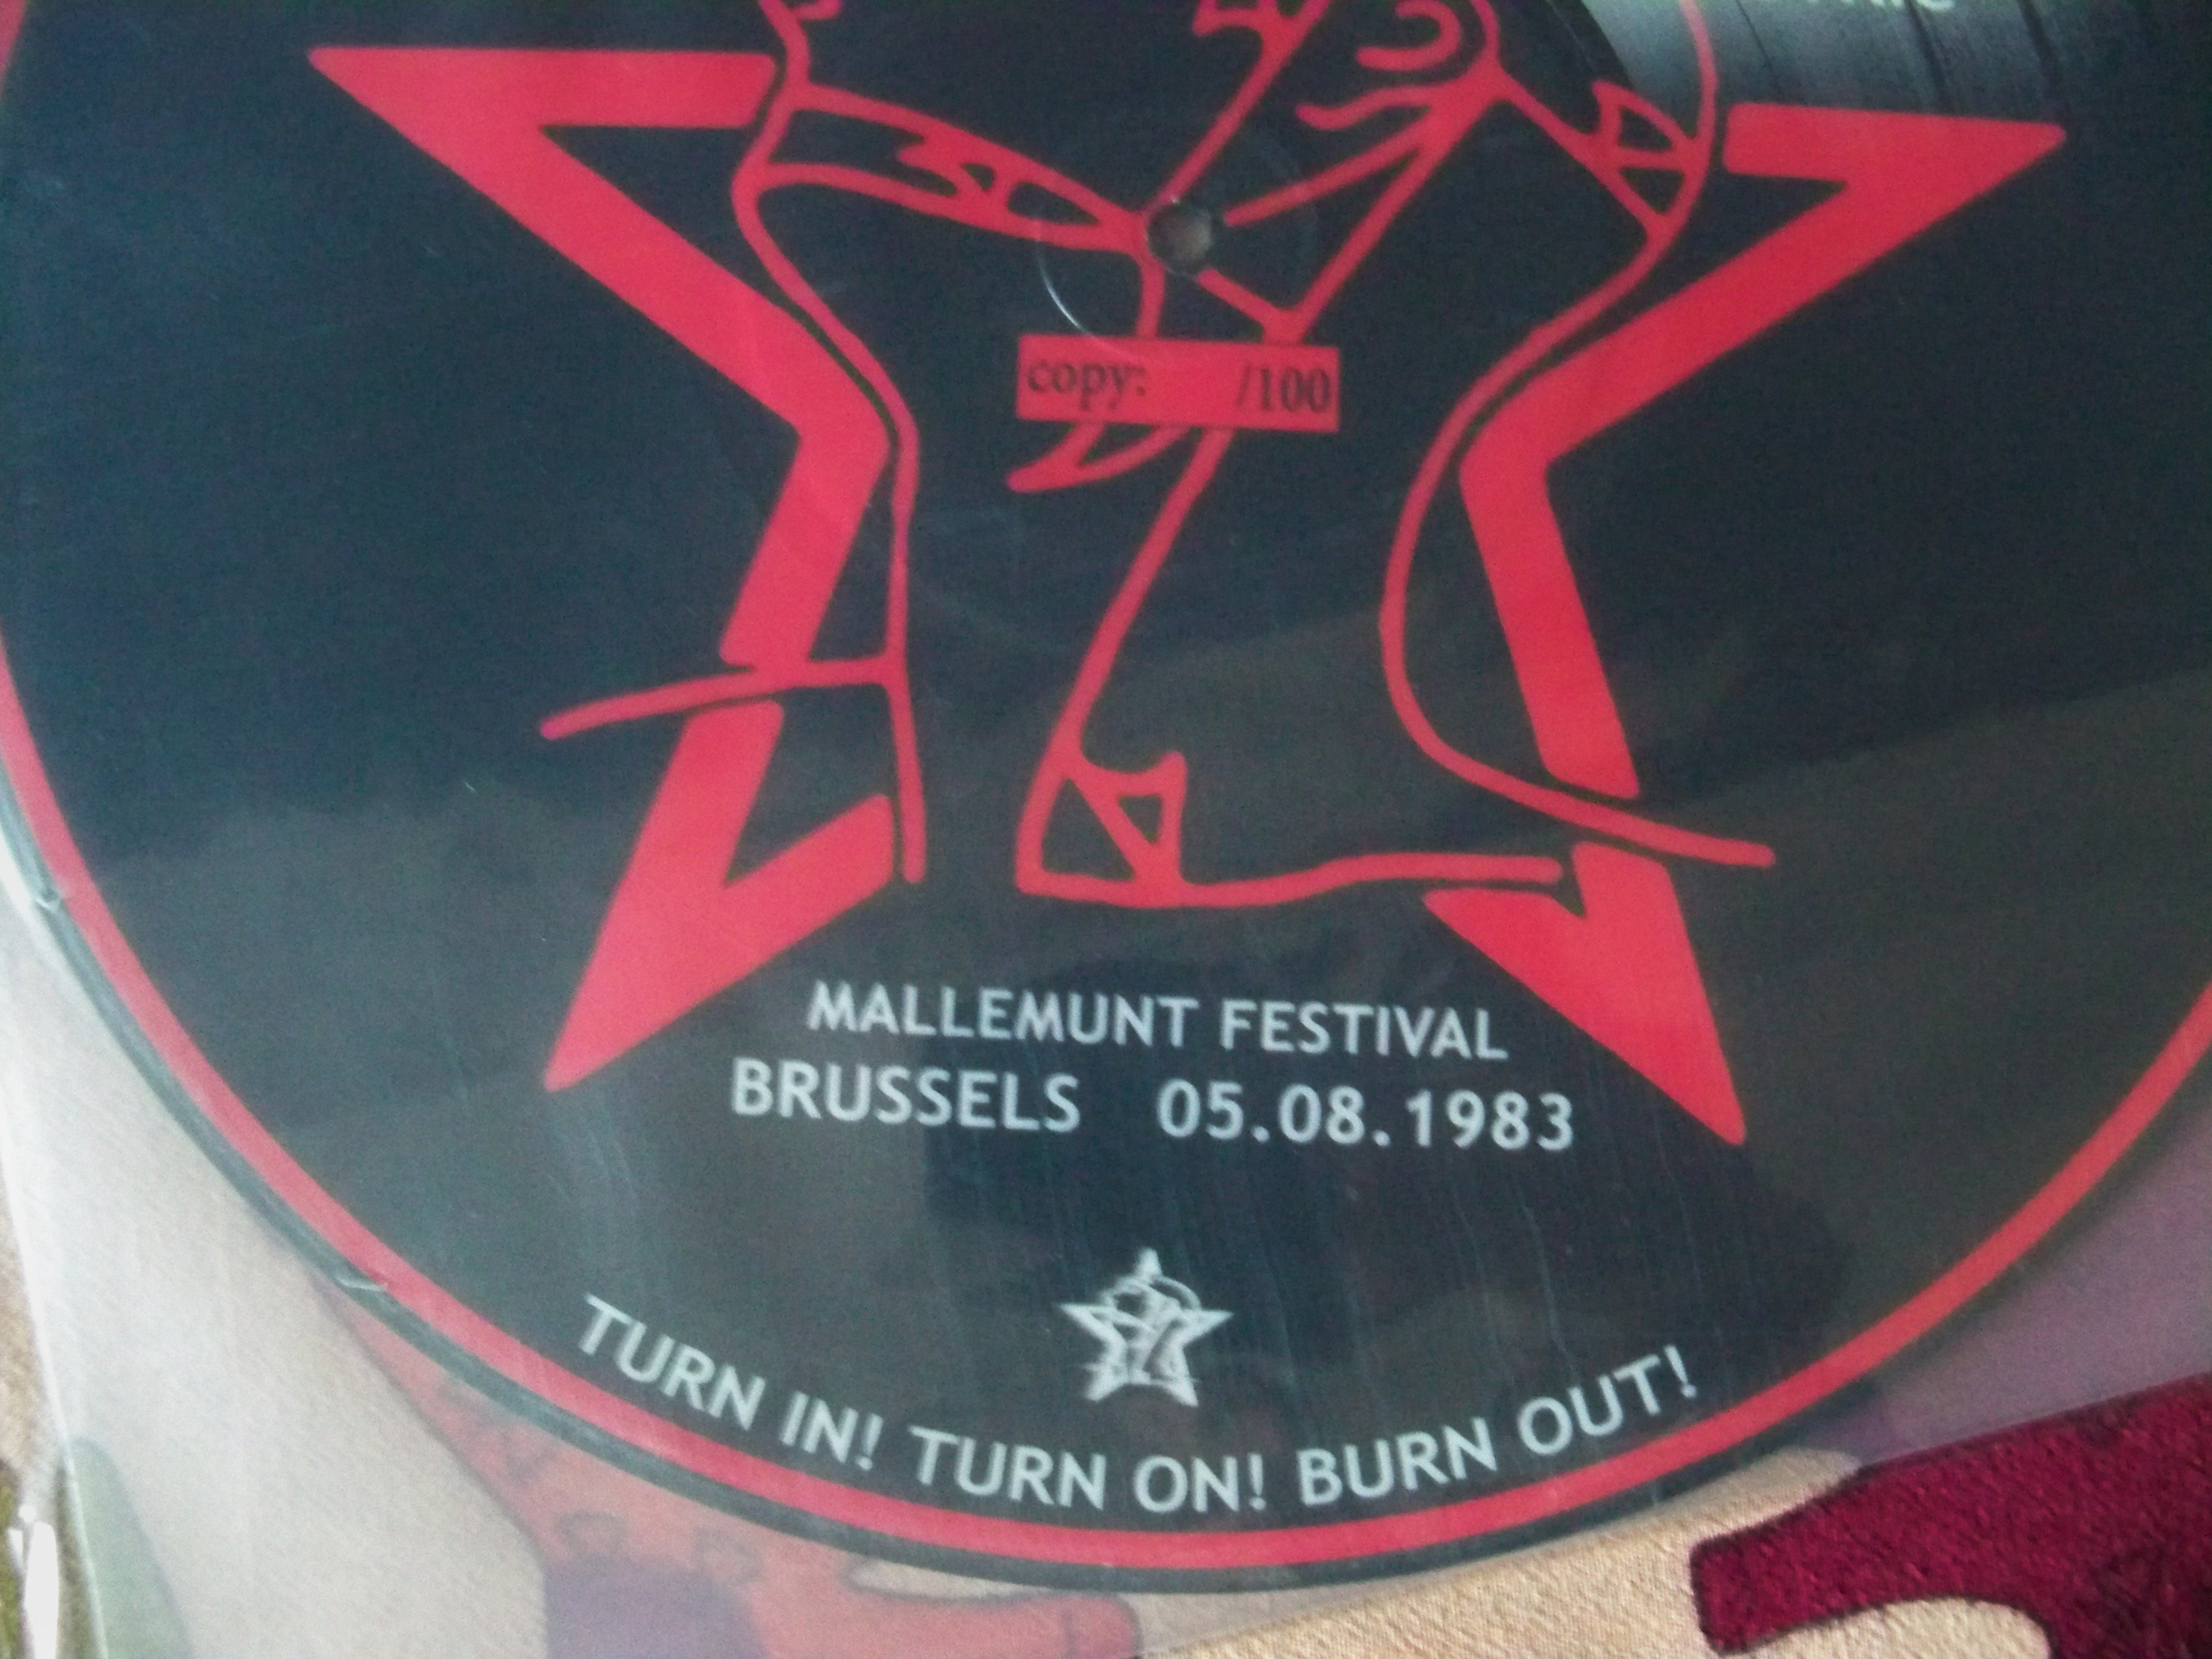 copy: /100
MALLEMUNT FESTIVAL
BRUSSELS 05.08.1983
TURN IN! TURN ON! BURN OUT!